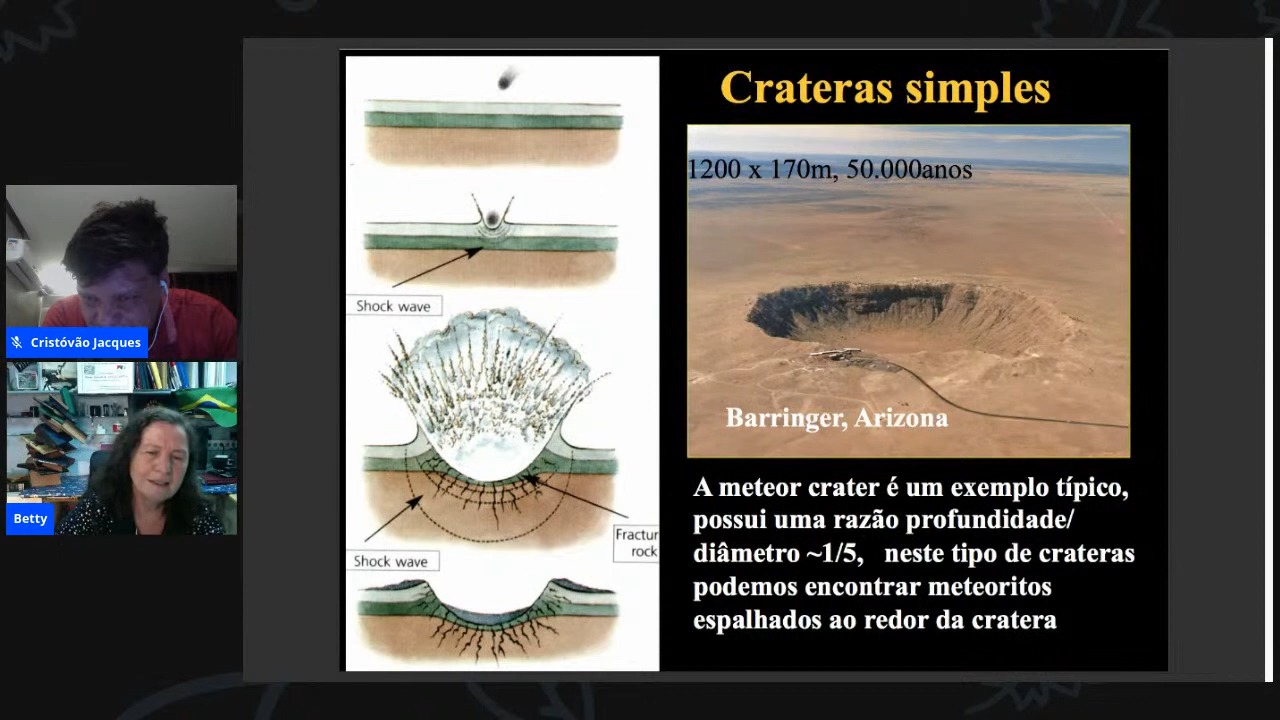 Crateras simples
1200 x 170m, 50.000anos
Barringer, Arizona
A meteor crater é um exemplo típico,
possui uma razão profundidade/
diâmetro ~1/5, neste tipo de crateras
podemos encontrar meteoritos
espalhados ao redor da cratera
Shock wave
Fractur
rock
Shock wave
Cristóvão Jacques
Betty